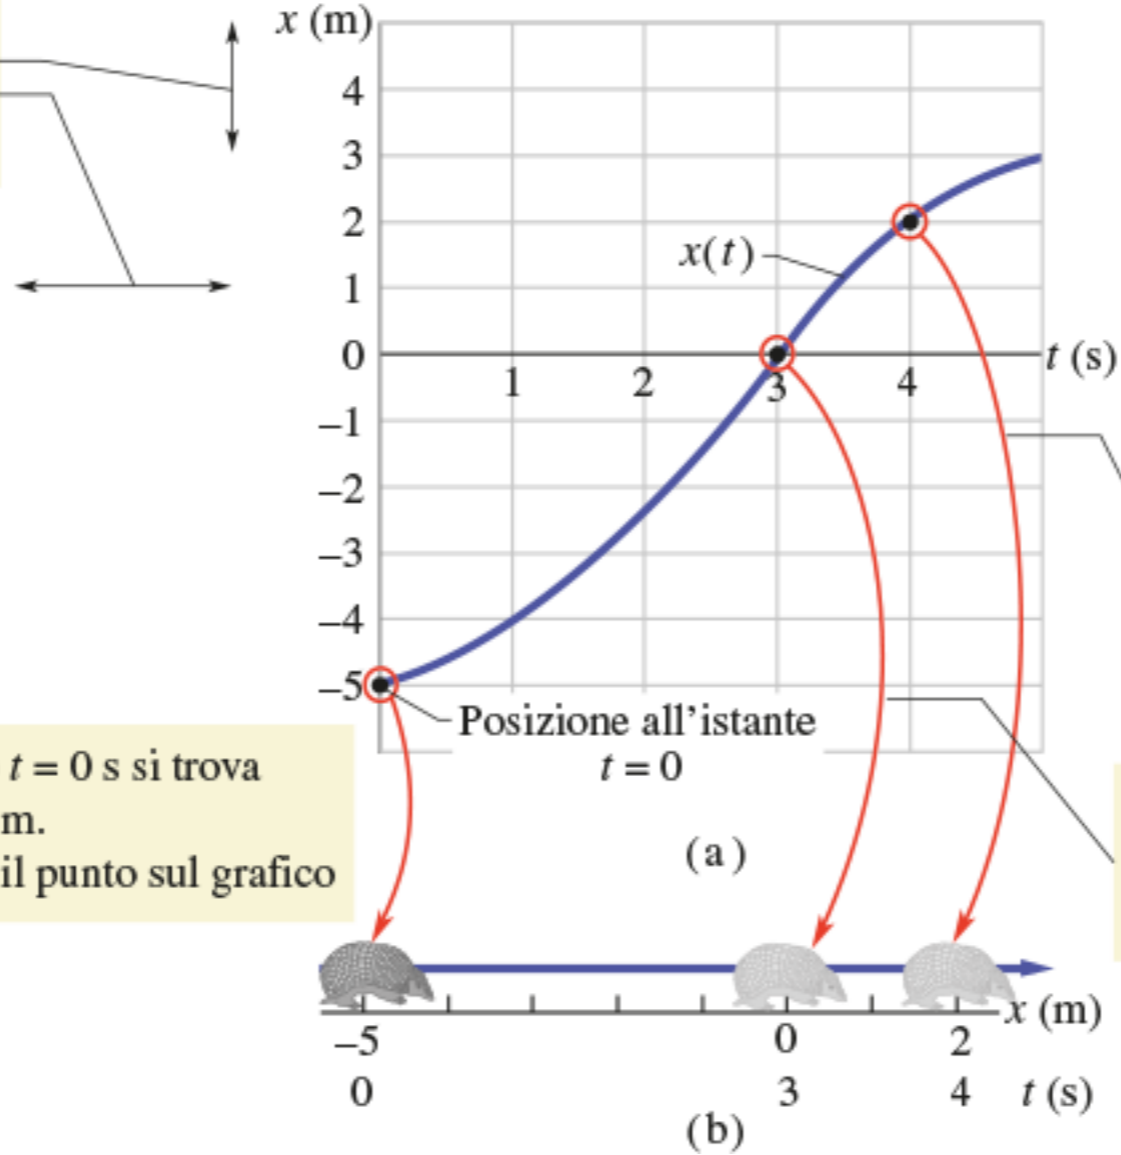 x (m)
4
3
2
x(t)
1
0
t (s)
1 2 3 4
–1
–2
–3
–4
–5
Posizione all'istante
t = 0
t = 0 s si trova
m.
il punto sul grafico
(a)
x (m)
–5 0 2
0 3 4 t (s)
(b)